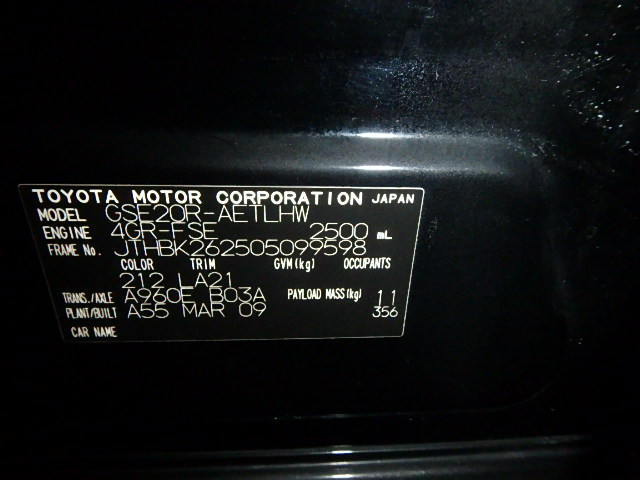 TOYOTA MOTOR CORPORATION JAPAN
MODEL GSE20R-AETLHW
ENGINE 4GR-FSE 2500 mL
FRAME No. JTHBK262505099598
COLOR TRIM GVM(kg) OCCUPANTS
212 LA21
TRANS./AXLE A960E B03A PAYLOAD MASS(kg) 11
PLANT/BUILT A55 MAR 09 356
CAR NAME